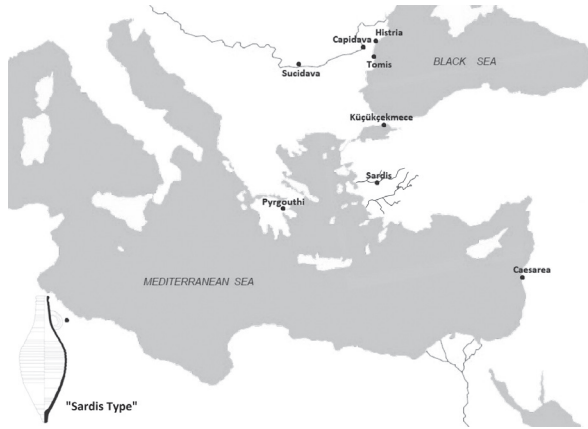 Capidava
Histria
Tomis
Sucidava
BLACK SEA
Küçükçekmece
Sardis
Pyrgouthi
MEDITERRANEAN SEA
Caesarea
"Sardis Type"